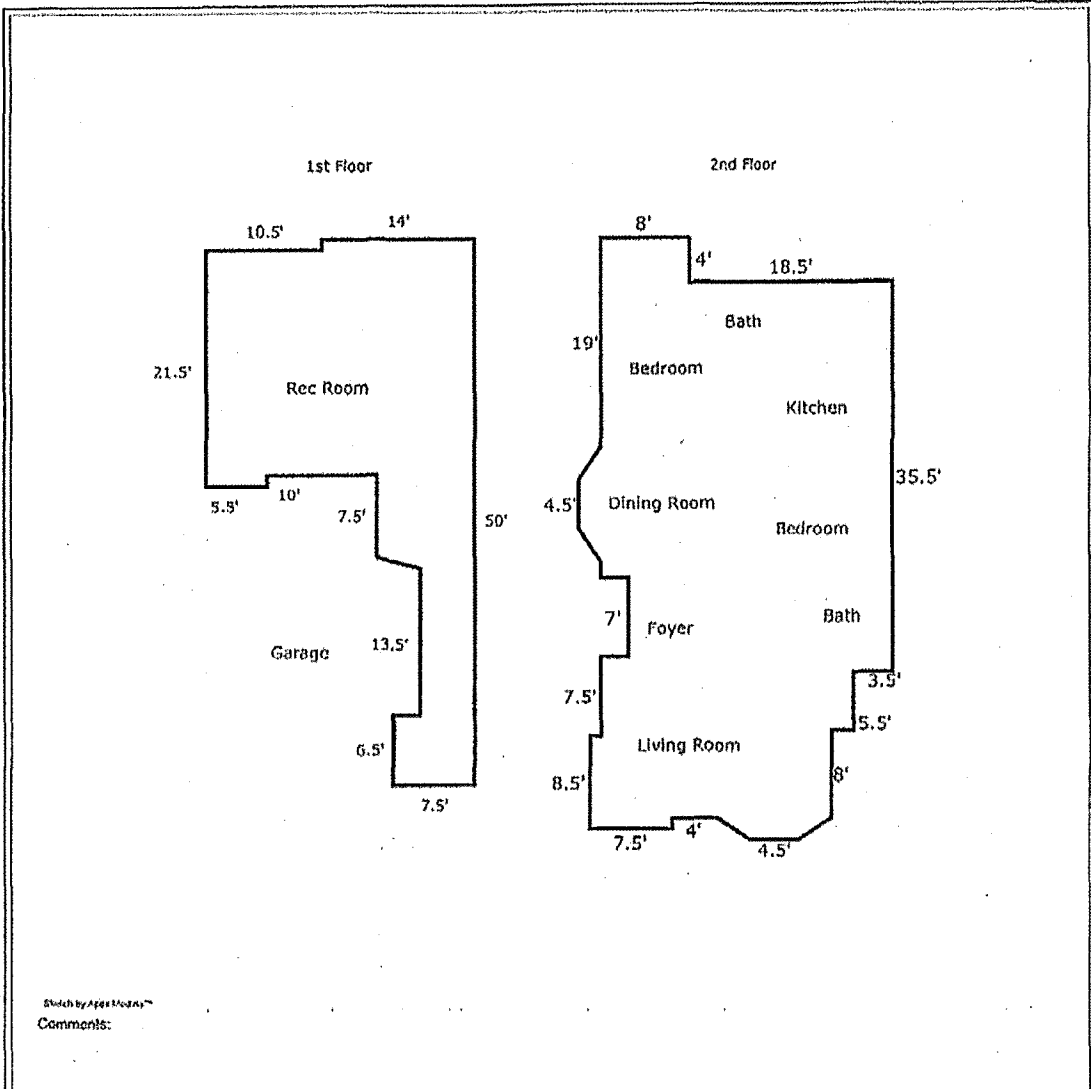 1st Floor
2nd Floor
10.5'
14'
21.5'
Rec Room
5.5'
10'
7.5'
50'
13.5'
Garage
6.5'
7.5'
8'
4'
18.5'
Bath
19'
Bedroom
Kitchen
35.5'
4.5'
Dining Room
Bedroom
7'
Foyer
Bath
3.5'
7.5'
5.5'
Living Room
8.5'
8'
7.5'
4'
4.5'
Sketch by Apex
Comments: